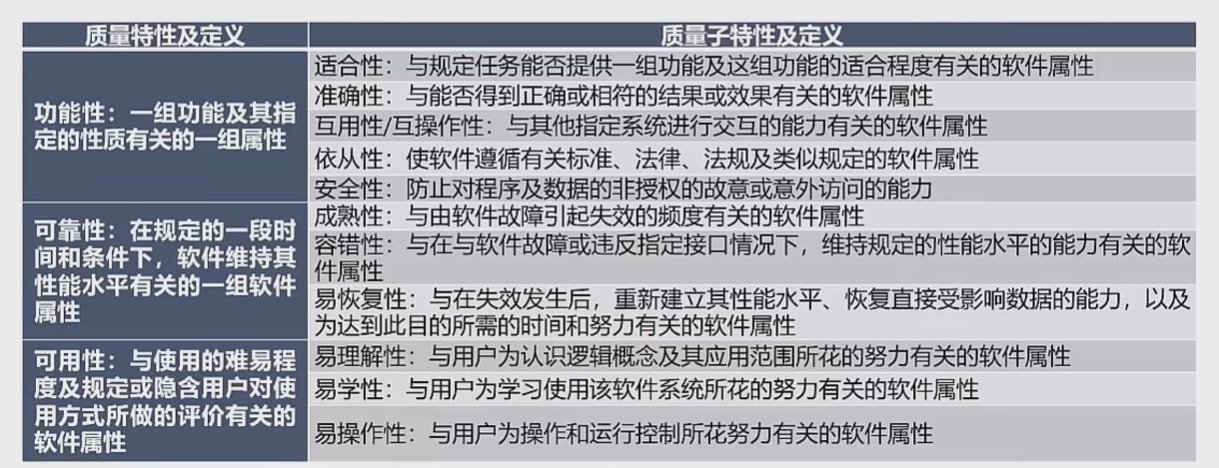 质量特性及定义
质量子特性及定义
功能性：一组功能及其指
定的性质有关的一组属性
适合性：与规定任务能否提供一组功能及这组功能的适合程度有关的软件属性
准确性：与能否得到正确或相符的结果或效果有关的软件属性
互用性/互操作性：与其他指定系统进行交互的能力有关的软件属性
依从性：使软件遵循有关标准、法律、法规及类似规定的软件属性
安全性：防止对程序及数据的非授权的故意或意外访问的能力
可靠性：在规定的一段时
间和条件下，软件维持其
性能水平有关的一组软件
属性
成熟性：与由软件故障引起失效的频度有关的软件属性
容错性：与在与软件故障或违反指定接口情况下，维持规定的性能水平的能力有关的软
件属性
易恢复性：与在失效发生后，重新建立其性能水平、恢复直接受影响数据的能力，以及
为达到此目的所需的时间和努力有关的软件属性
可用性：与使用的难易程
度及规定或隐含用户对使
用方式所做的评价有关的
软件属性
易理解性：与用户为认识逻辑概念及其应用范围所花的努力有关的软件属性
易学性：与用户为学习使用该软件系统所花的努力有关的软件属性
易操作性：与用户为操作和运行控制所花努力有关的软件属性